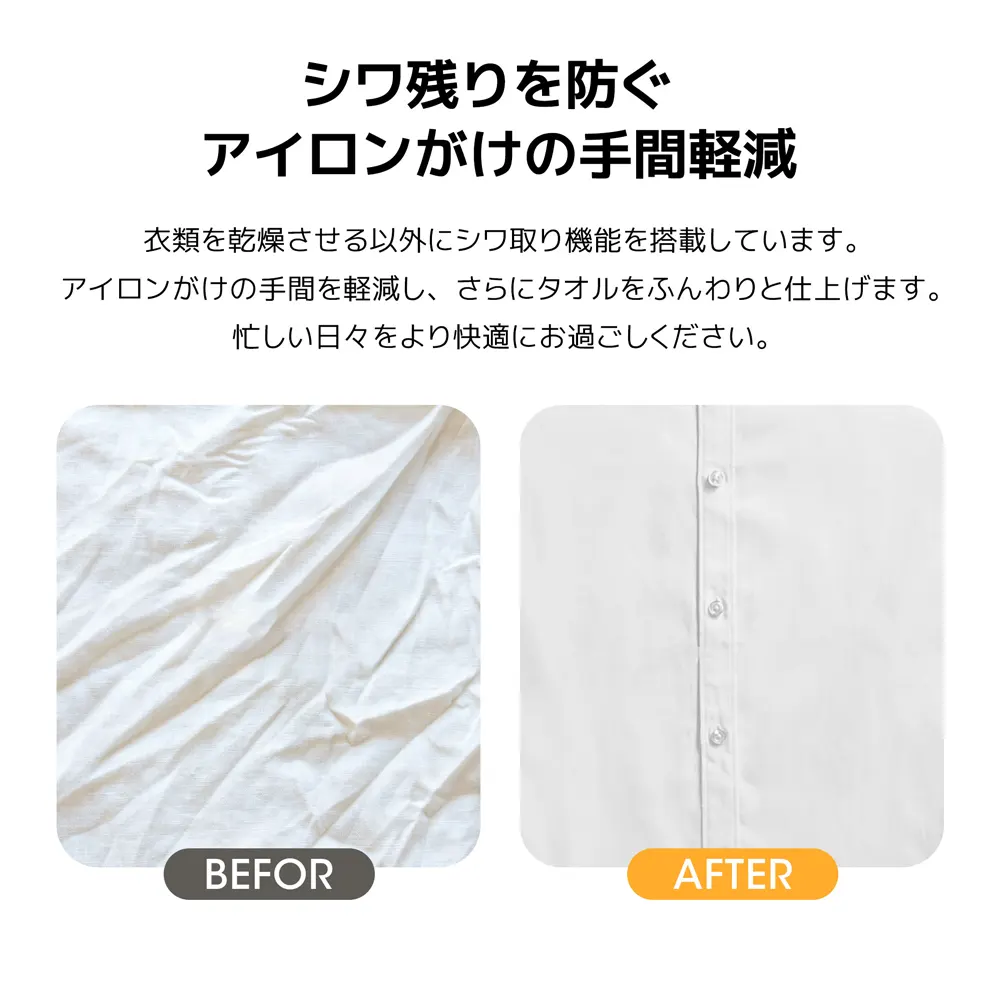 シワ残りを防ぐ
アイロンがけの手間軽減
衣類を乾燥させる以外にシワ取り機能を搭載しています。
アイロンがけの手間を軽減し、さらにタオルをふんわりと仕上げます。
忙しい日々をより快適にお過ごしください。
BEFOR
AFTER